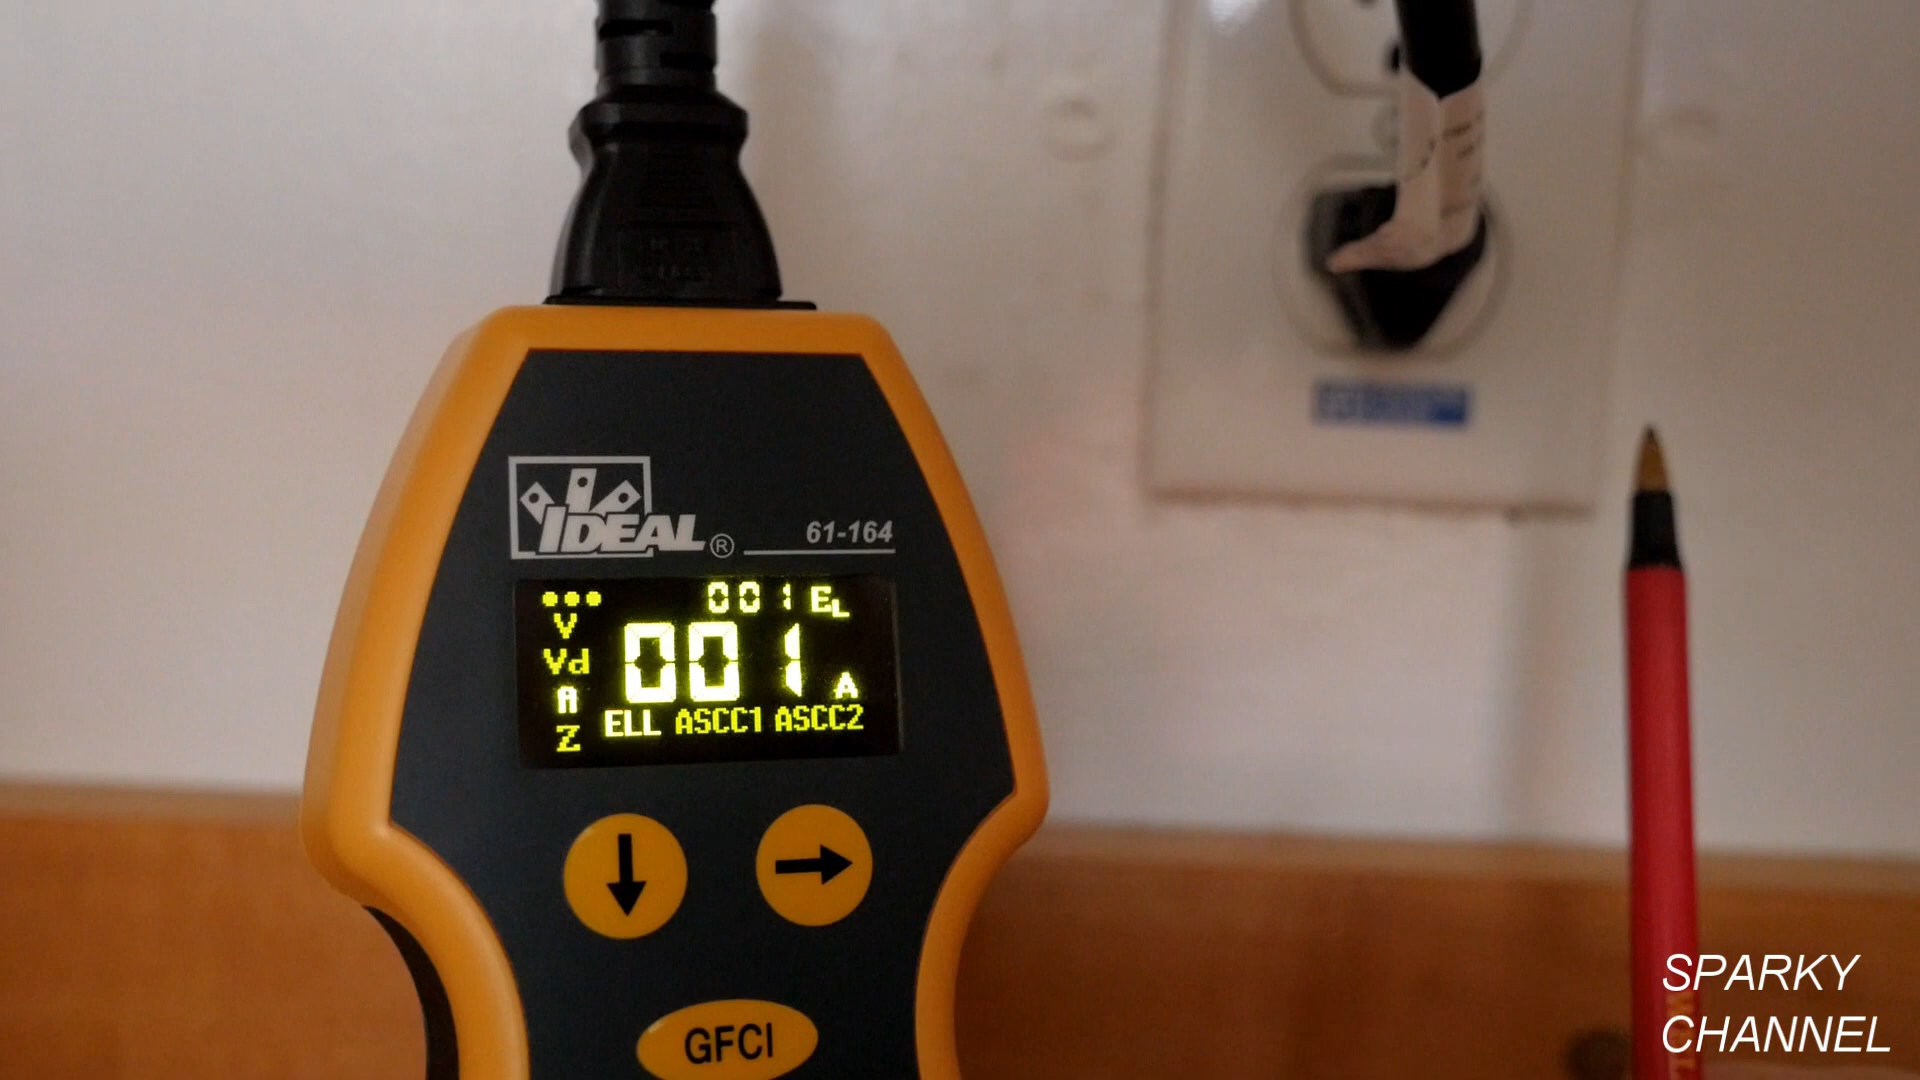 IDEAL ®
61-164
001 EL
V
Vd
001
A
A
ELL ASCC1 ASCC2
Z
GFCI
SPARKY
CHANNEL